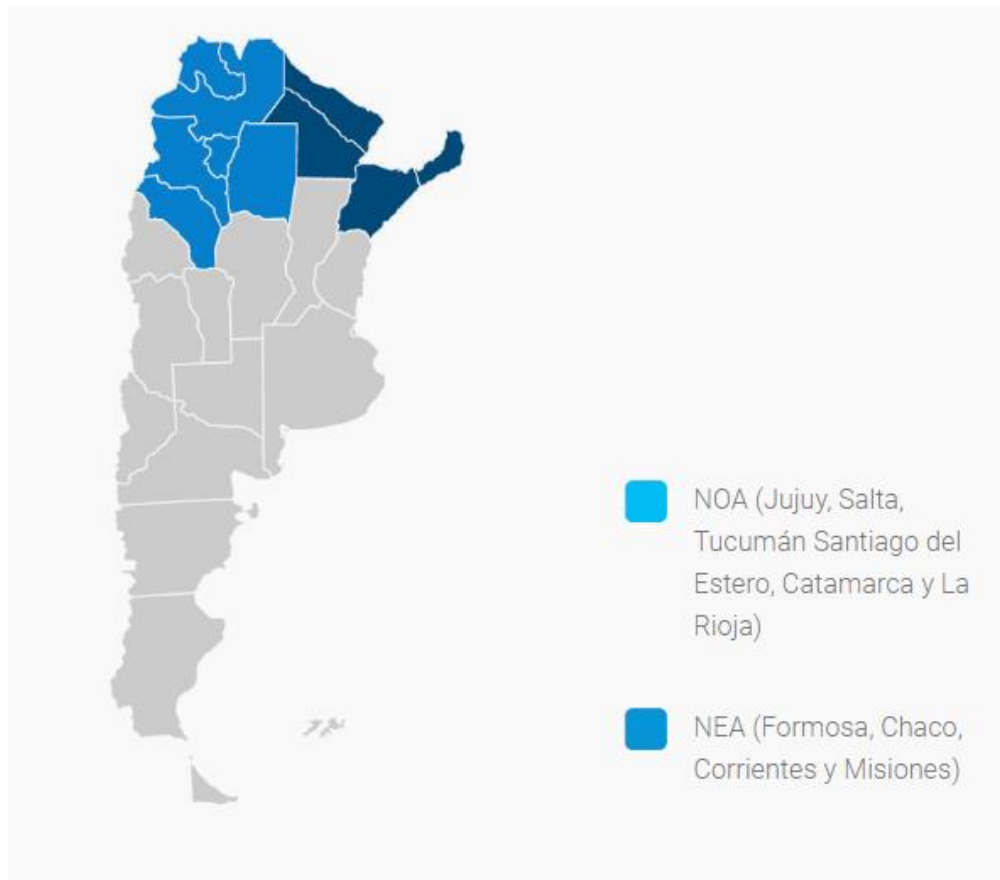 NOA (Jujuy, Salta,
Tucumán Santiago del
Estero, Catamarca y La
Rioja)
NEA (Formosa, Chaco,
Corrientes y Misiones)